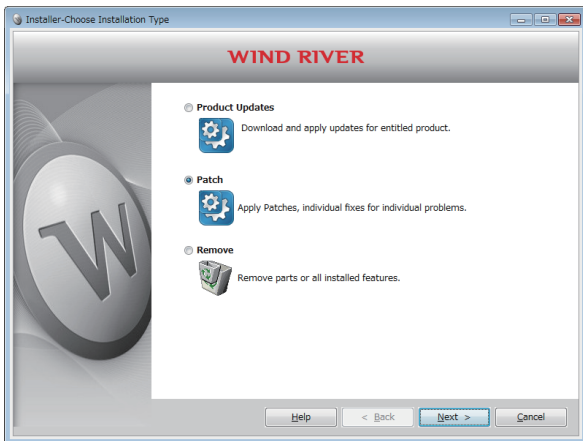 Installer-Choose Installation Type
WIND RIVER
Product Updates
Download and apply updates for entitled product.
Patch
Apply Patches, individual fixes for individual problems.
Remove
Remove parts or all installed features.
W
Help
< Back
Next >
Cancel